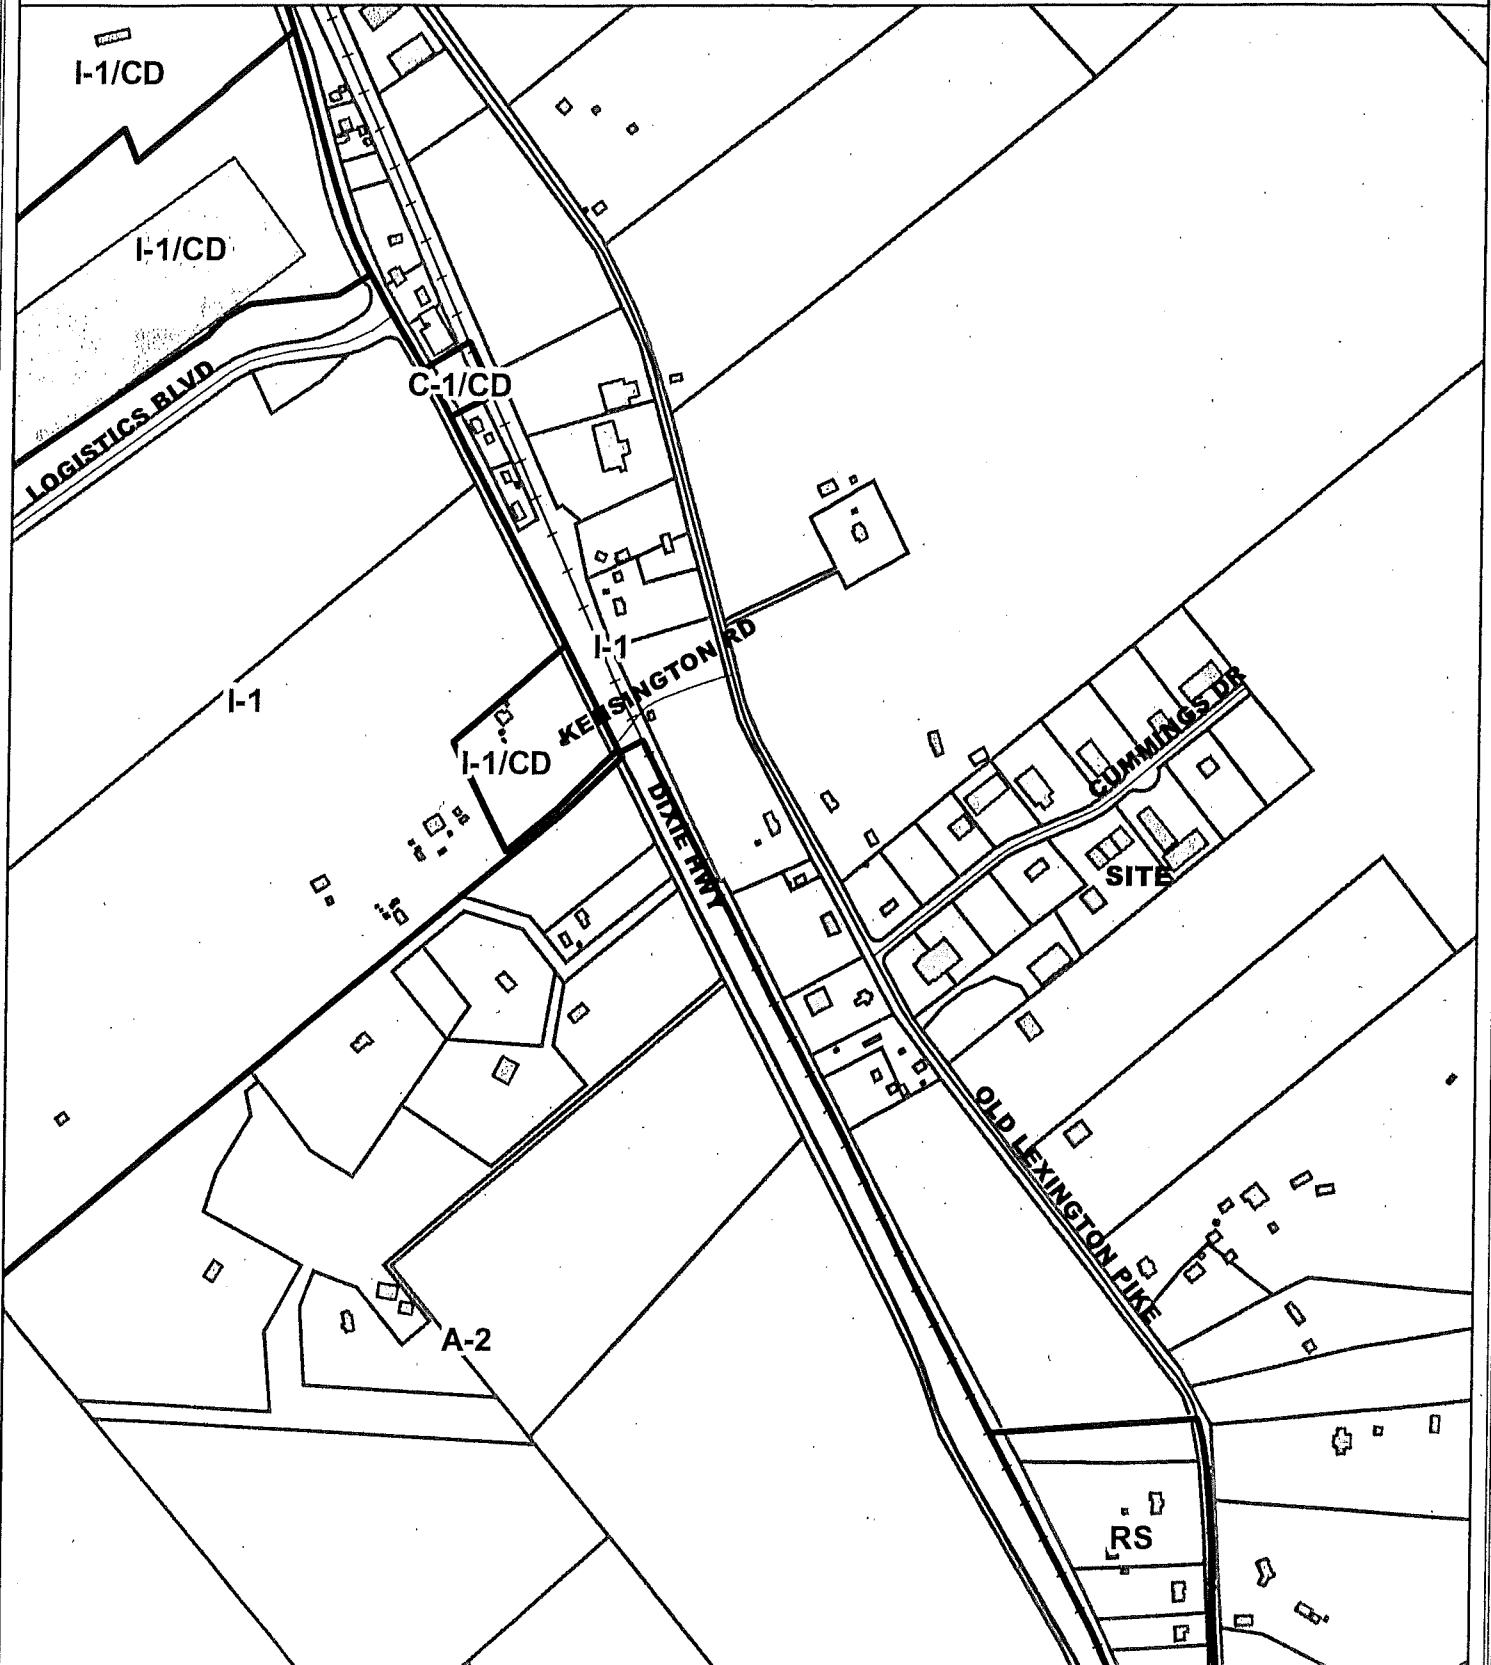 I-1/CD
I-1/CD
LOGISTICS BLVD
C-1/CD
I-1
KENSINGTON RD
I-1
I-1/CD
DIXIE HWY
CUMMINGS DR
SITE
OLD LEXINGTON PIKE
A-2
RS